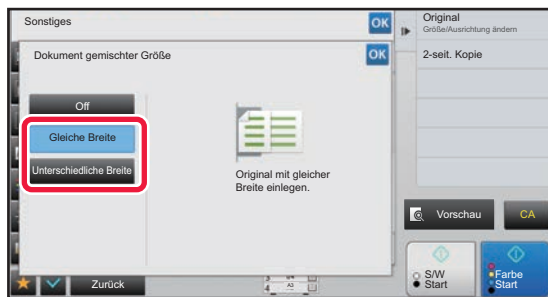 Sonstiges
OK
Dokument gemischter Größe
OK
Off
Gleiche Breite
Unterschiedliche Breite
Original mit gleicher
Breite einlegen.
Zurück
Original
Größe/Ausrichtung ändern
2-seit. Kopie
Vorschau
CA
S/W
Start
Farbe
Start